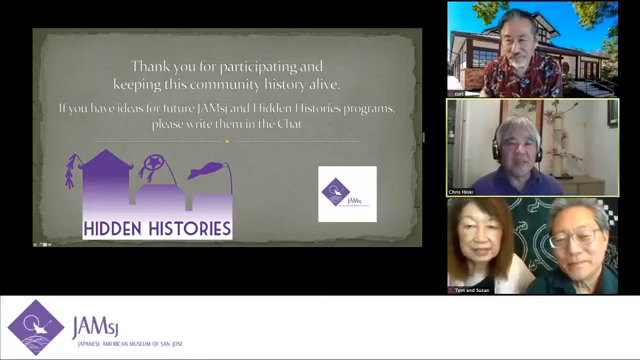 Thank you for participating and
keeping this community history alive.
If you have ideas for future JAMsj and Hidden Histories programs,
please write them in the Chat
HIDDEN HISTORIES
JAMsj
curt
Chris Hioki
Tom and Susan
JAMsj
JAPANESE AMERICAN MUSEUM OF SAN JOSE